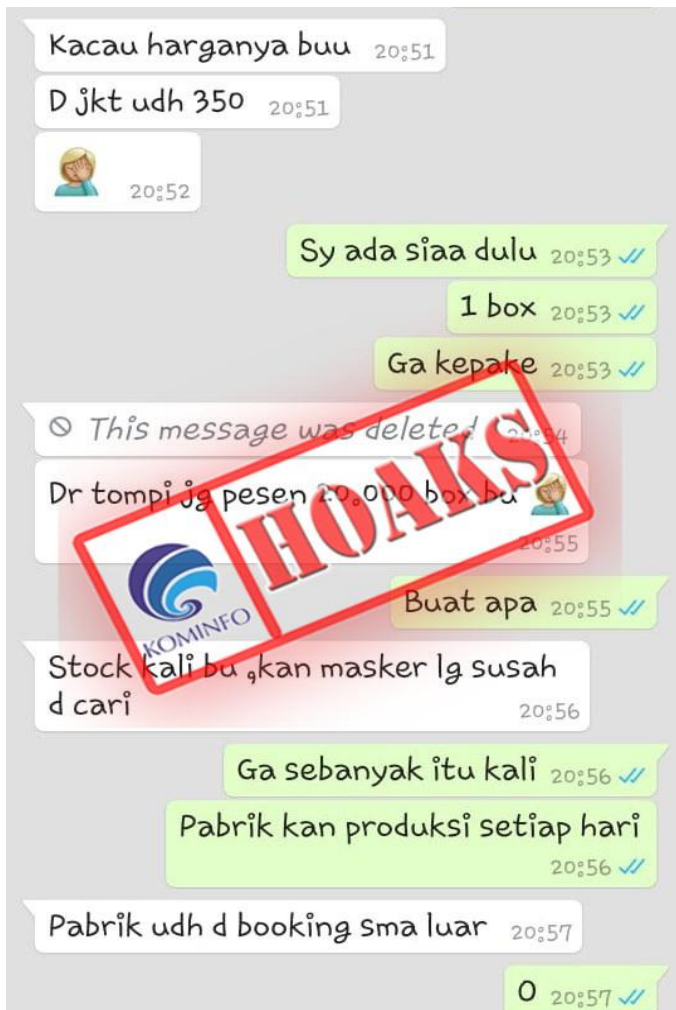 Kacau harganya buu 20:51
D jkt udh 350 20:51
20:52
Sy ada siaa dulu 20:53
1 box 20:53
Ga kepake 20:53
This message was deleted 20:54
Dr tompi jg pesen 20.000 box bu
20:55
KOMINFO
HOAKS
Buat apa 20:55
Stock kali bu ,kan masker lg susah
d cari 20:56
Ga sebanyak itu kali 20:56
Pabrik kan produksi setiap hari
20:56
Pabrik udh d booking sma luar 20:57
O 20:57